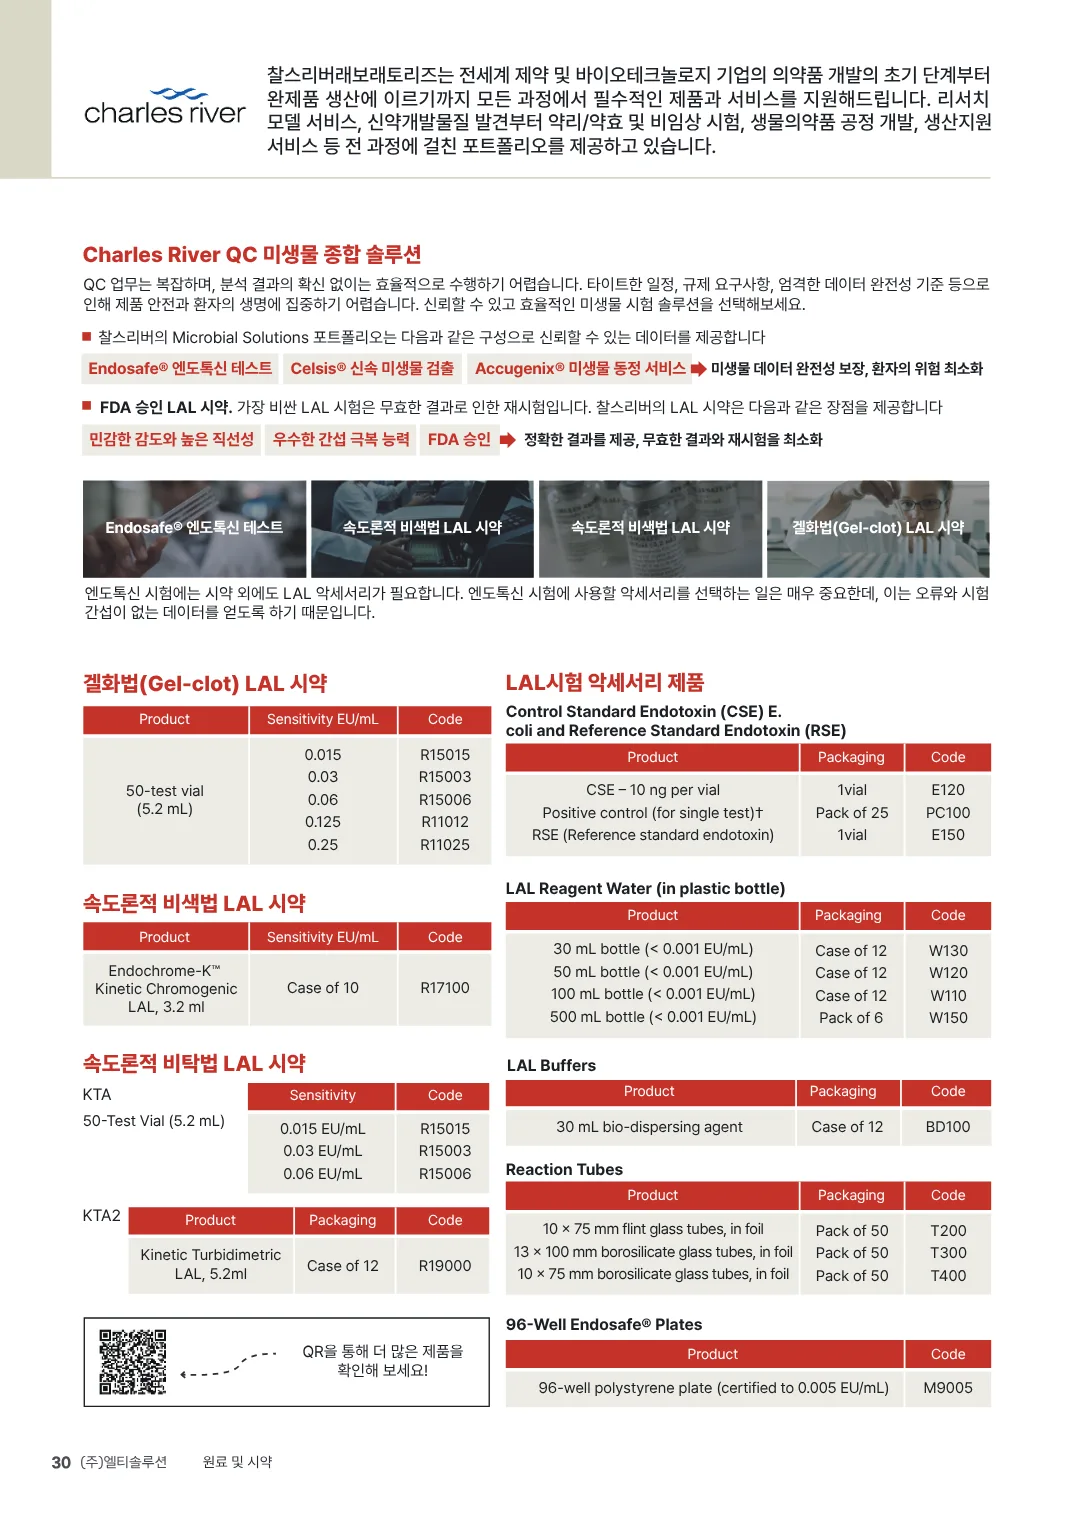 charles river
찰스리버래보래토리즈는 전세계 제약 및 바이오테크놀로지 기업의 의약품 개발의 초기 단계부터
완제품 생산에 이르기까지 모든 과정에서 필수적인 제품과 서비스를 지원해드립니다. 리서치
모델 서비스, 신약개발물질 발견부터 약리/약효 및 비임상 시험, 생물의약품 공정 개발, 생산지원
서비스 등 전 과정에 걸친 포트폴리오를 제공하고 있습니다.
Charles River QC 미생물 종합 솔루션
QC 업무는 복잡하며, 분석 결과의 확신 없이는 효율적으로 수행하기 어렵습니다. 타이트한 일정, 규제 요구사항, 엄격한 데이터 완전성 기준 등으로
인해 제품 안전과 환자의 생명에 집중하기 어렵습니다. 신뢰할 수 있고 효율적인 미생물 시험 솔루션을 선택해보세요.
■ 찰스리버의 Microbial Solutions 포트폴리오는 다음과 같은 구성으로 신뢰할 수 있는 데이터를 제공합니다
Endosafe® 엔도톡신 테스트 Celsis® 신속 미생물 검출 Accugenix® 미생물 동정 서비스 ➡ 미생물 데이터 완전성 보장, 환자의 위험 최소화
■ FDA 승인 LAL 시약. 가장 비싼 LAL 시험은 무효한 결과로 인한 재시험입니다. 찰스리버의 LAL 시약은 다음과 같은 장점을 제공합니다
민감한 감도와 높은 직선성 우수한 간섭 극복 능력 FDA 승인 ➡ 정확한 결과를 제공, 무효한 결과와 재시험을 최소화
Endosafe® 엔도톡신 테스트 속도론적 비색법 LAL 시약 속도론적 비색법 LAL 시약 겔화법(Gel-clot) LAL 시약
엔도톡신 시험에는 시약 외에도 LAL 악세서리가 필요합니다. 엔도톡신 시험에 사용할 악세서리를 선택하는 일은 매우 중요한데, 이는 오류와 시험
간섭이 없는 데이터를 얻도록 하기 때문입니다.
겔화법(Gel-clot) LAL 시약
Product Sensitivity EU/mL Code
50-test vial
(5.2 mL)
0.015 R15015
0.03 R15003
0.06 R15006
0.125 R11012
0.25 R11025
속도론적 비색법 LAL 시약
Product Sensitivity EU/mL Code
Endochrome-K™
Kinetic Chromogenic
LAL, 3.2 ml
Case of 10 R17100
속도론적 비탁법 LAL 시약
KTA
50-Test Vial (5.2 mL)
Sensitivity Code
0.015 EU/mL R15015
0.03 EU/mL R15003
0.06 EU/mL R15006
KTA2
Product Packaging Code
Kinetic Turbidimetric
LAL, 5.2ml
Case of 12 R19000
QR을 통해 더 많은 제품을
확인해 보세요!
LAL시험 악세서리 제품
Control Standard Endotoxin (CSE) E.
coli and Reference Standard Endotoxin (RSE)
Product Packaging Code
CSE – 10 ng per vial 1vial E120
Positive control (for single test)† Pack of 25 PC100
RSE (Reference standard endotoxin) 1vial E150
LAL Reagent Water (in plastic bottle)
Product Packaging Code
30 mL bottle (< 0.001 EU/mL) Case of 12 W130
50 mL bottle (< 0.001 EU/mL) Case of 12 W120
100 mL bottle (< 0.001 EU/mL) Case of 12 W110
500 mL bottle (< 0.001 EU/mL) Pack of 6 W150
LAL Buffers
Product Packaging Code
30 mL bio-dispersing agent Case of 12 BD100
Reaction Tubes
Product Packaging Code
10 × 75 mm flint glass tubes, in foil Pack of 50 T200
13 × 100 mm borosilicate glass tubes, in foil Pack of 50 T300
10 × 75 mm borosilicate glass tubes, in foil Pack of 50 T400
96-Well Endosafe® Plates
Product Code
96-well polystyrene plate (certified to 0.005 EU/mL) M9005
30 (주)엘티솔루션 원료 및 시약